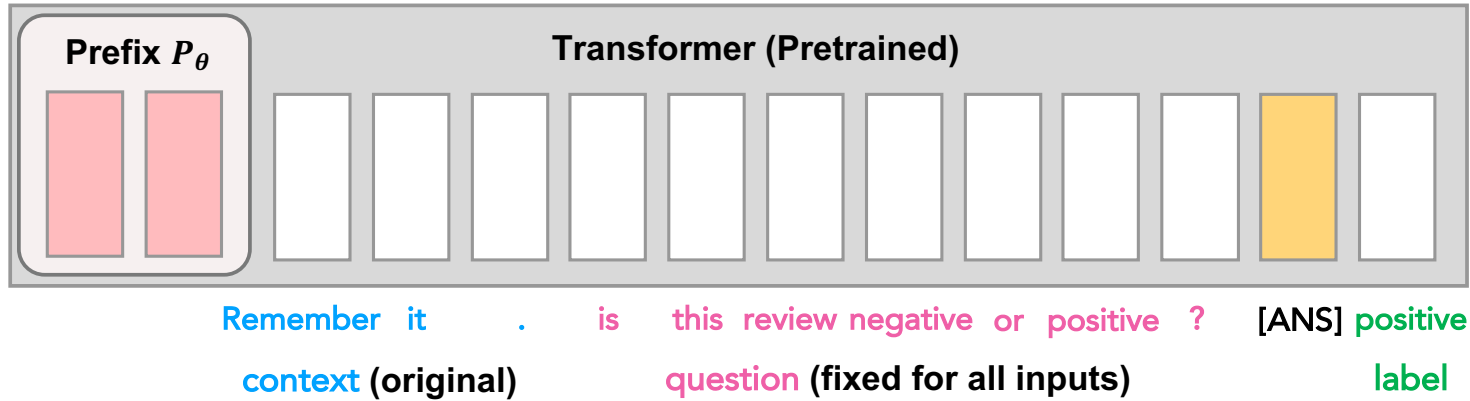 Prefix P_θ
Transformer (Pretrained)
Remember it . is this review negative or positive ? [ANS] positive
context (original) question (fixed for all inputs) label